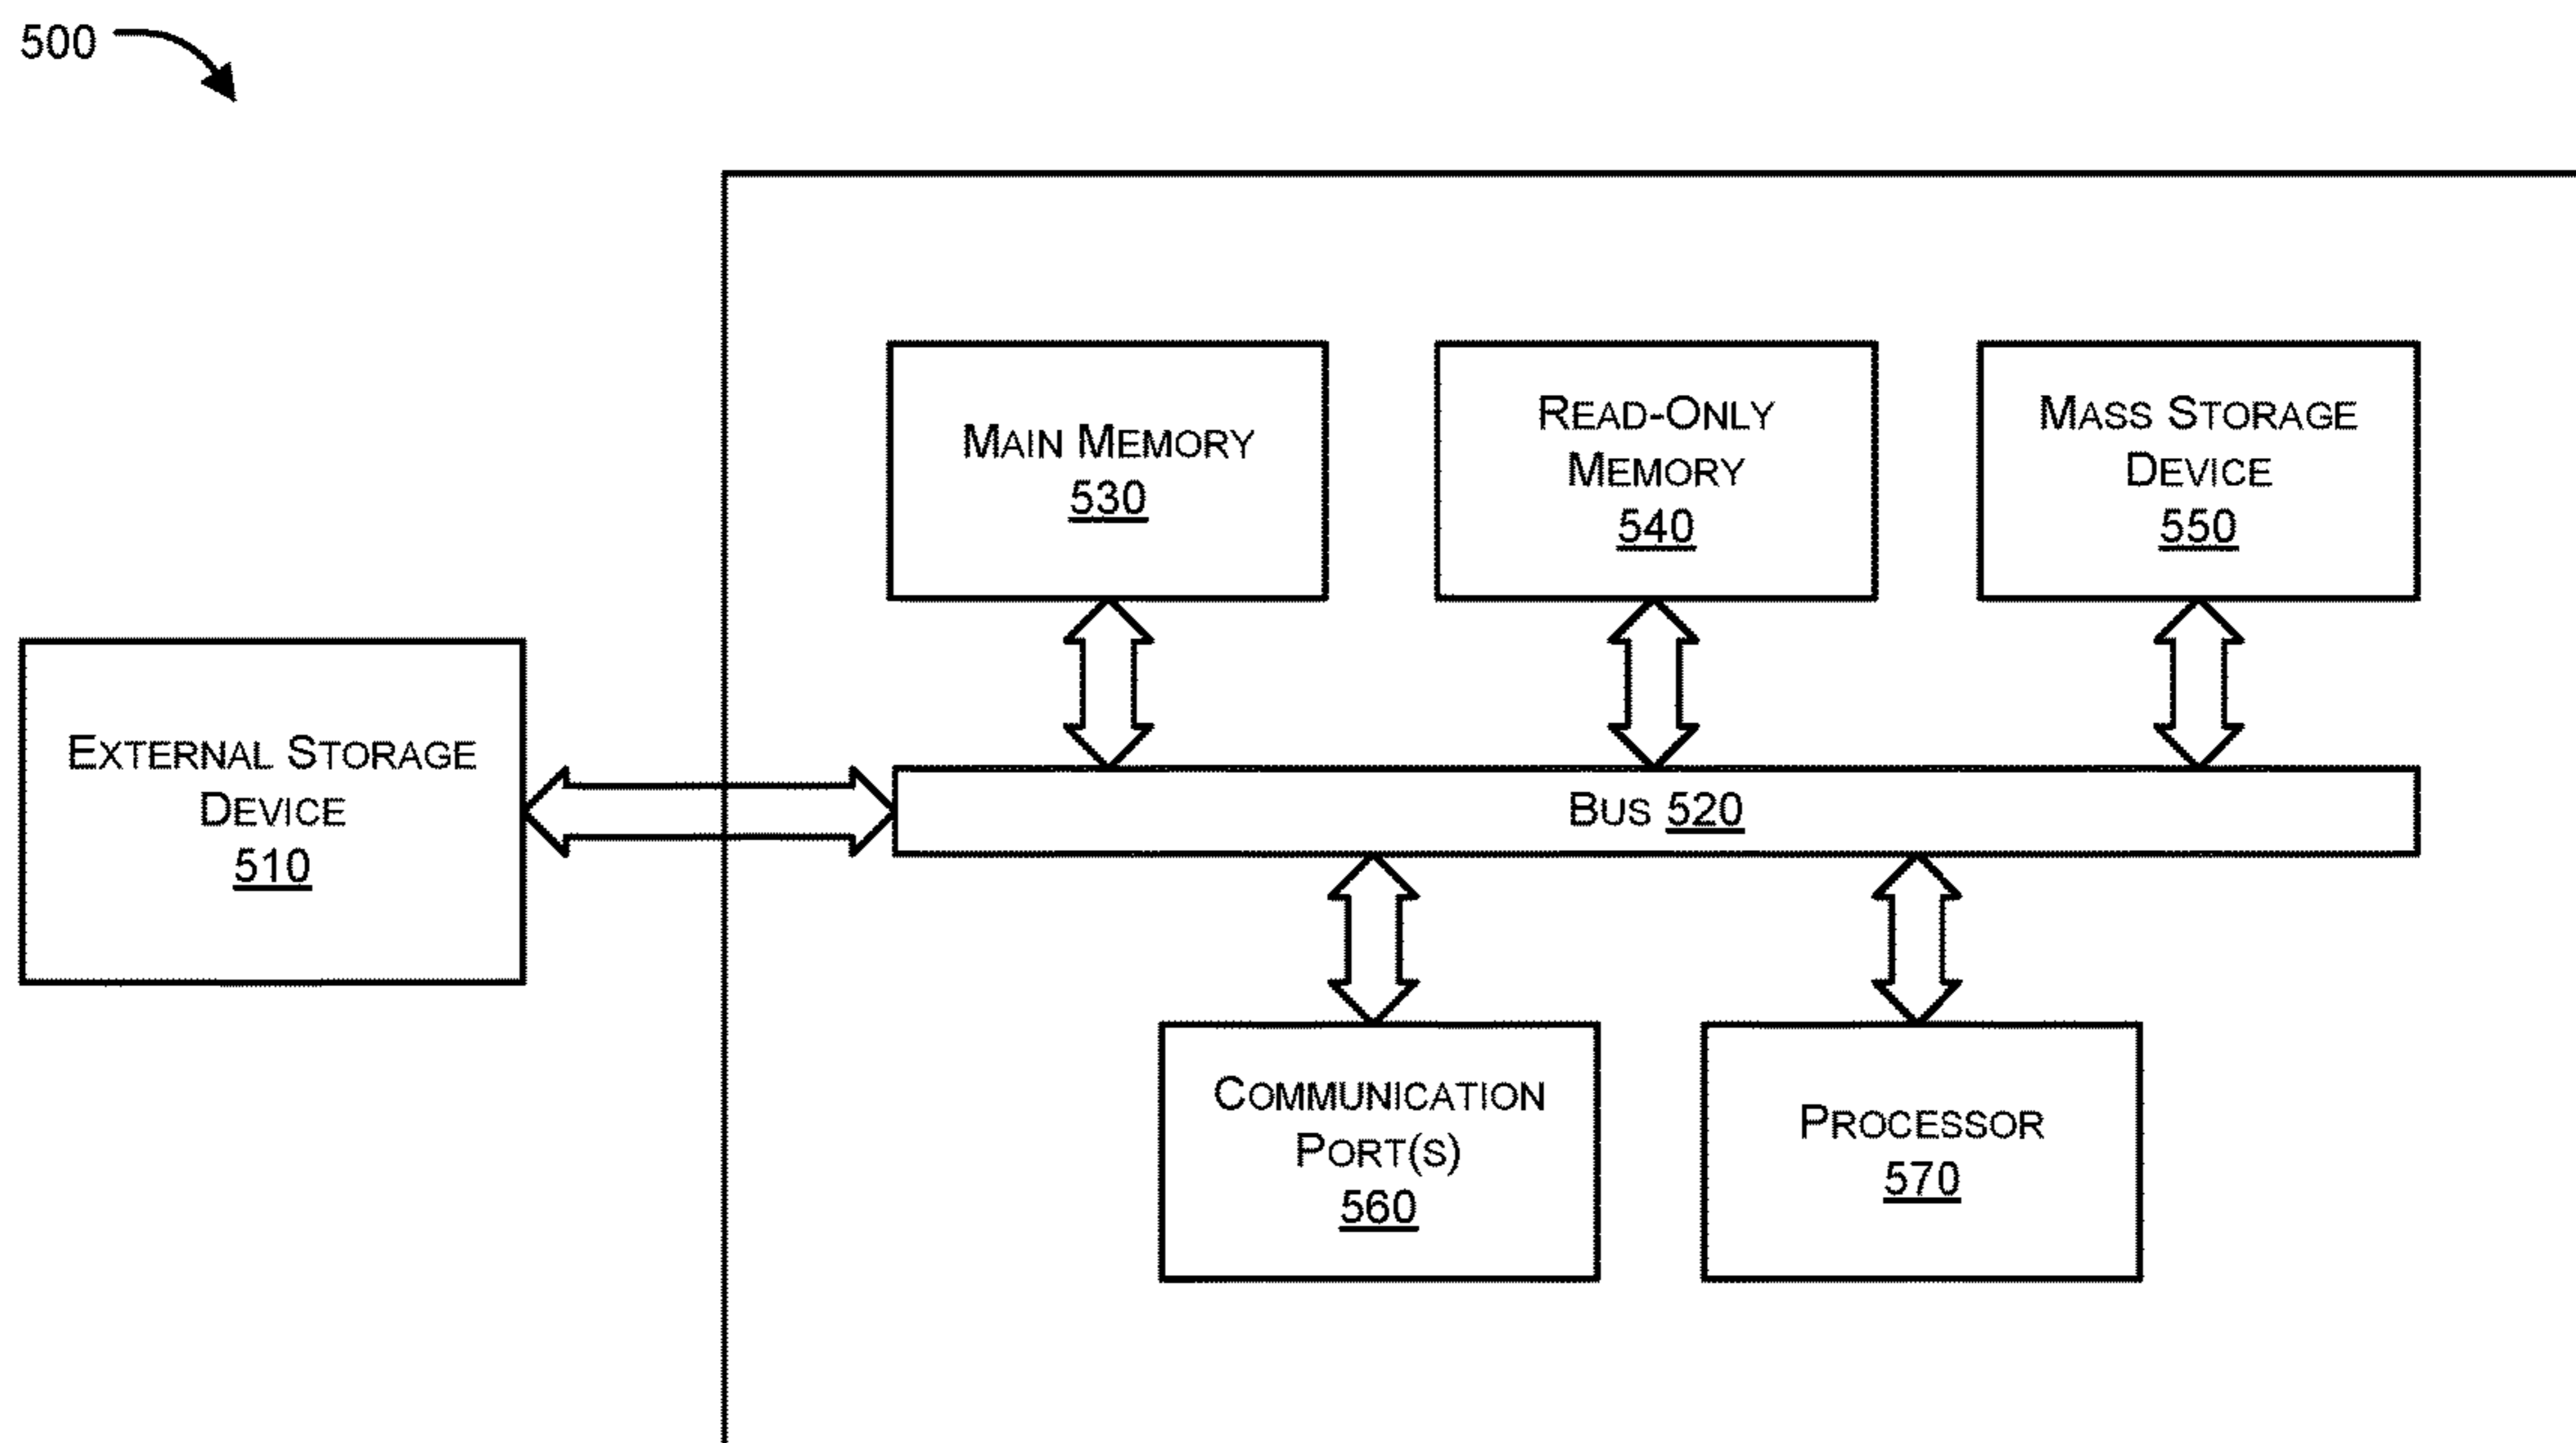 500
MAIN MEMORY
530
READ-ONLY
MEMORY
540
MASS STORAGE
DEVICE
550
EXTERNAL STORAGE
DEVICE
510
BUS 520
COMMUNICATION
PORT(S)
560
PROCESSOR
570